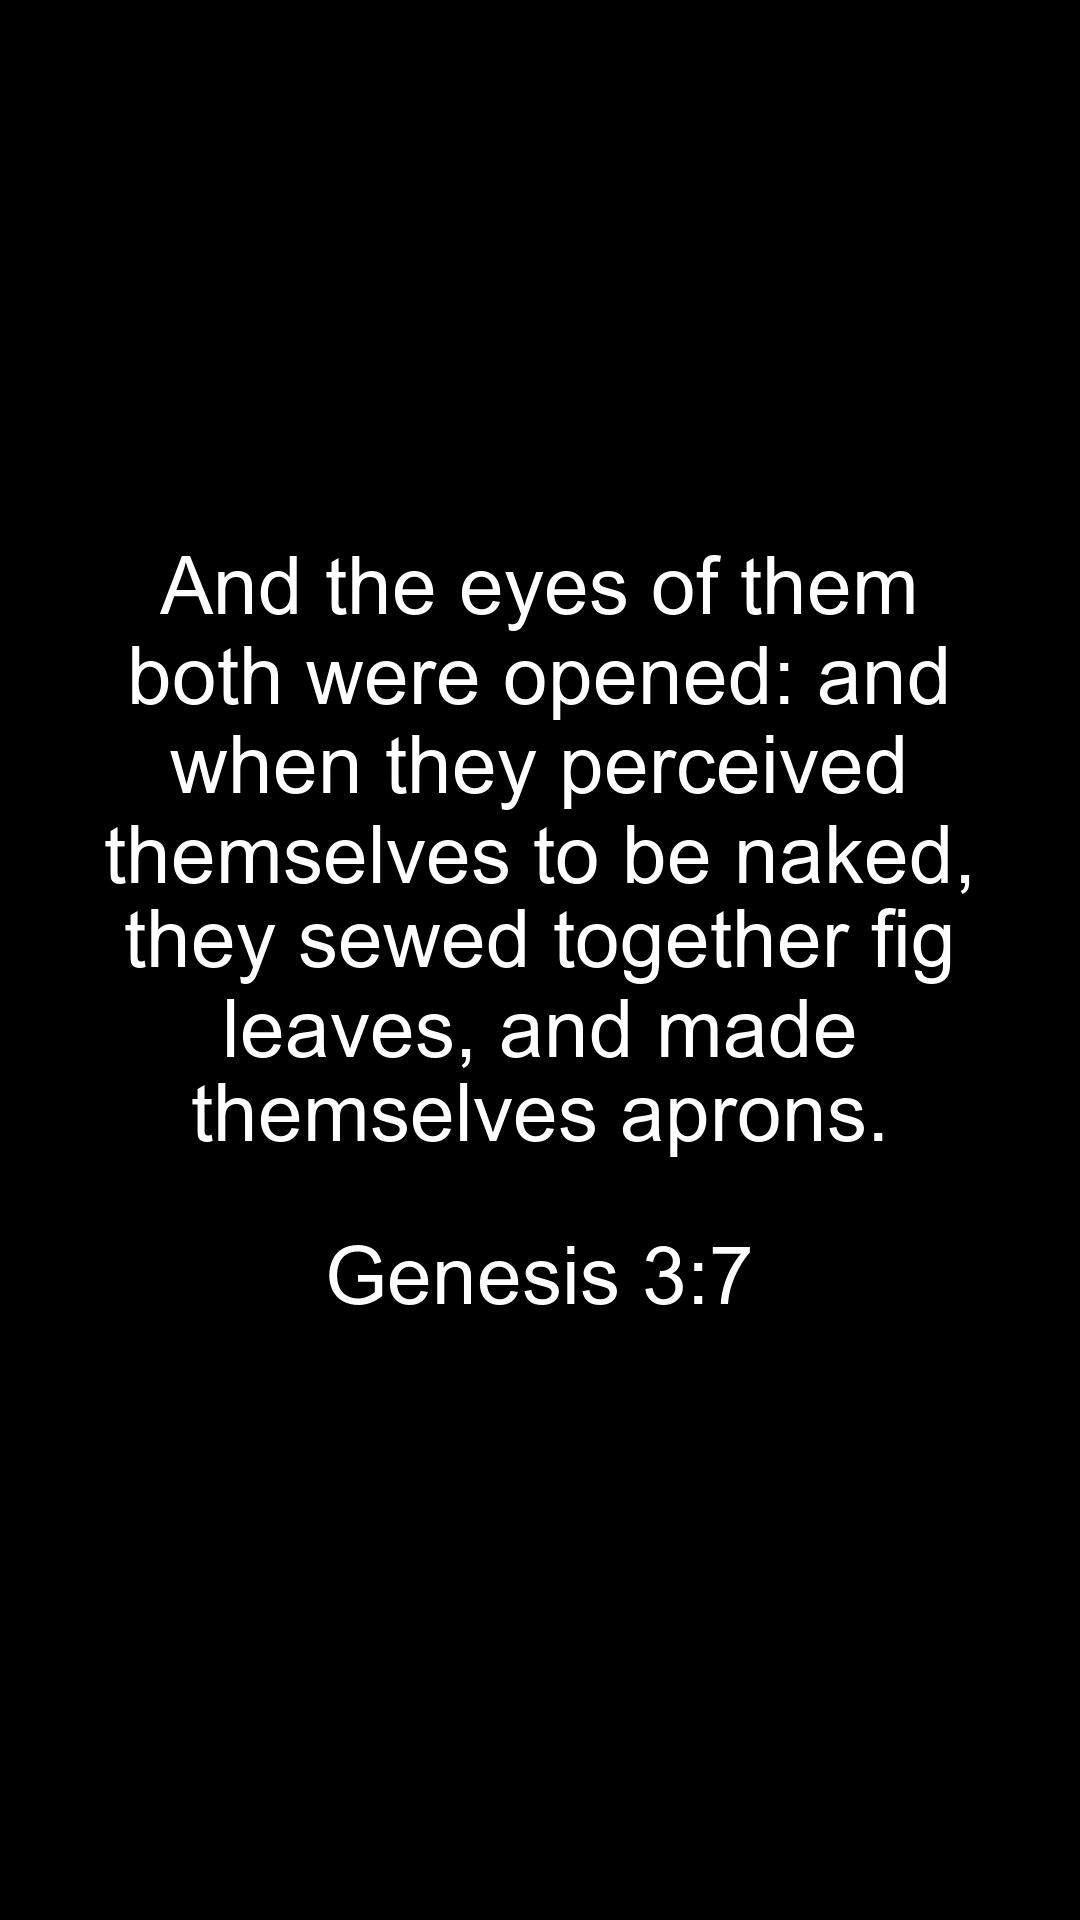 And the eyes of them
both were opened: and
when they perceived
themselves to be naked,
they sewed together fig
leaves, and made
themselves aprons.
Genesis 3:7